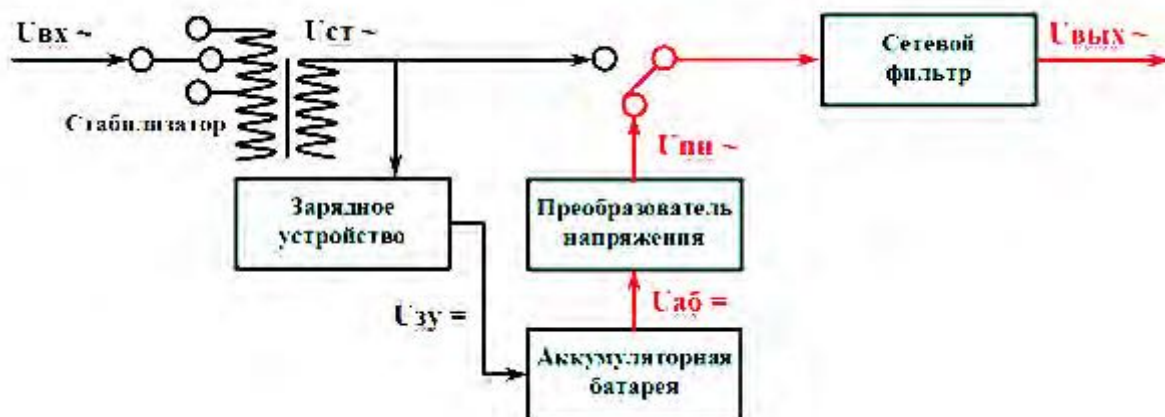 Uвх ~
Uст ~
Стабилизатор
Сетевой
фильтр
Uвых ~
Uпн ~
Зарядное
устройство
Преобразователь
напряжения
Uзу =
Uаб =
Аккумуляторная
батарея